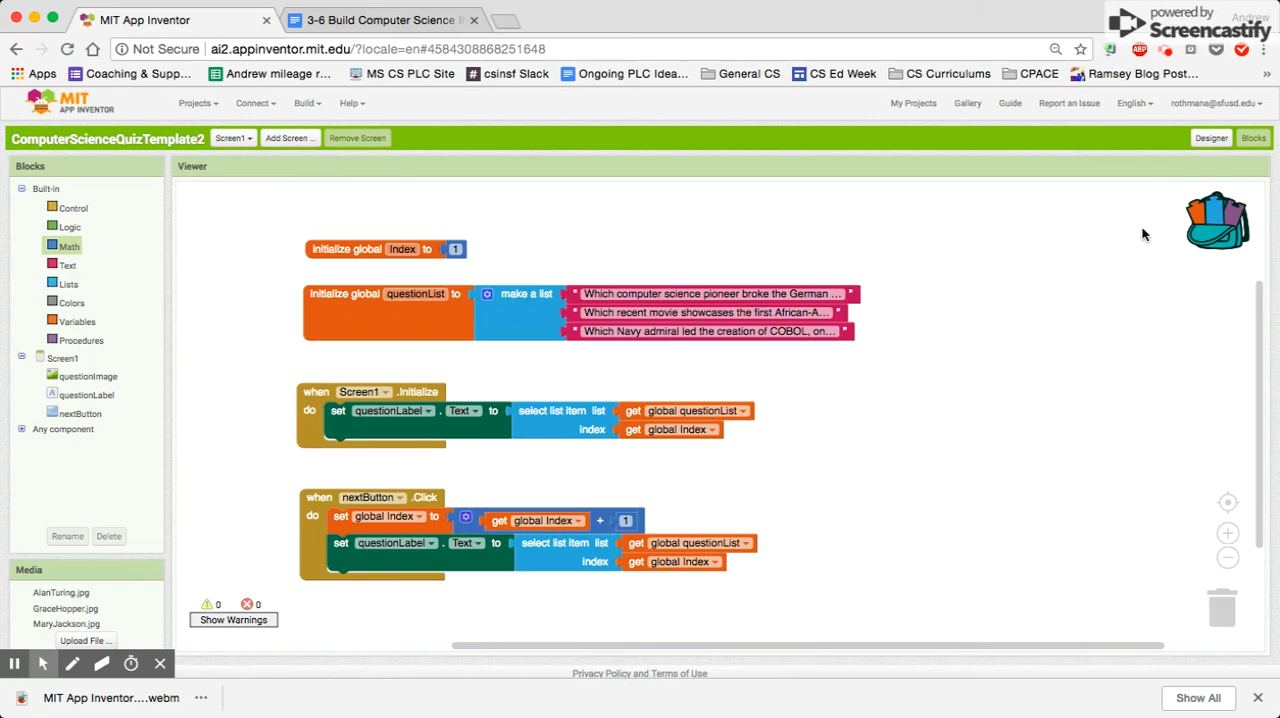 MIT App Inventor
3-6 Build Computer Science
Andrew
powered by
Screencastify
Not Secure
ai2.appinventor.mit.edu/?locale=en#4584308868251648
ABP
Apps
Coaching & Supp...
Andrew mileage r...
MS CS PLC Site
csinsf Slack
Ongoing PLC Idea...
General CS
CS Ed Week
CS Curriculums
CPACE
Ramsey Blog Post...
»
MIT
APP INVENTOR
Projects
Connect
Build
Help
My Projects
Gallery
Guide
Report an Issue
English
rothmana@sfusd.edu
ComputerScienceQuizTemplate2
Screen1
Add Screen ...
Remove Screen
Designer
Blocks
Blocks
Built-in
Control
Logic
Math
Text
Lists
Colors
Variables
Procedures
Screen1
questionImage
questionLabel
nextButton
Any component
Rename
Delete
Media
AlanTuring.jpg
GraceHopper.jpg
MaryJackson.jpg
Upload File ...
Viewer
initialize global Index to 1
initialize global questionList to make a list " Which computer science pioneer broke the German ... "
" Which recent movie showcases the first African-A... "
" Which Navy admiral led the creation of COBOL, on... "
when Screen1 .Initialize
do set questionLabel . Text to select list item list get global questionList
index get global Index
when nextButton .Click
do set global Index to get global Index + 1
set questionLabel . Text to select list item list get global questionList
index get global Index
0 0
Show Warnings
Privacy Policy and Terms of Use
MIT App Inventor....webm
Show All